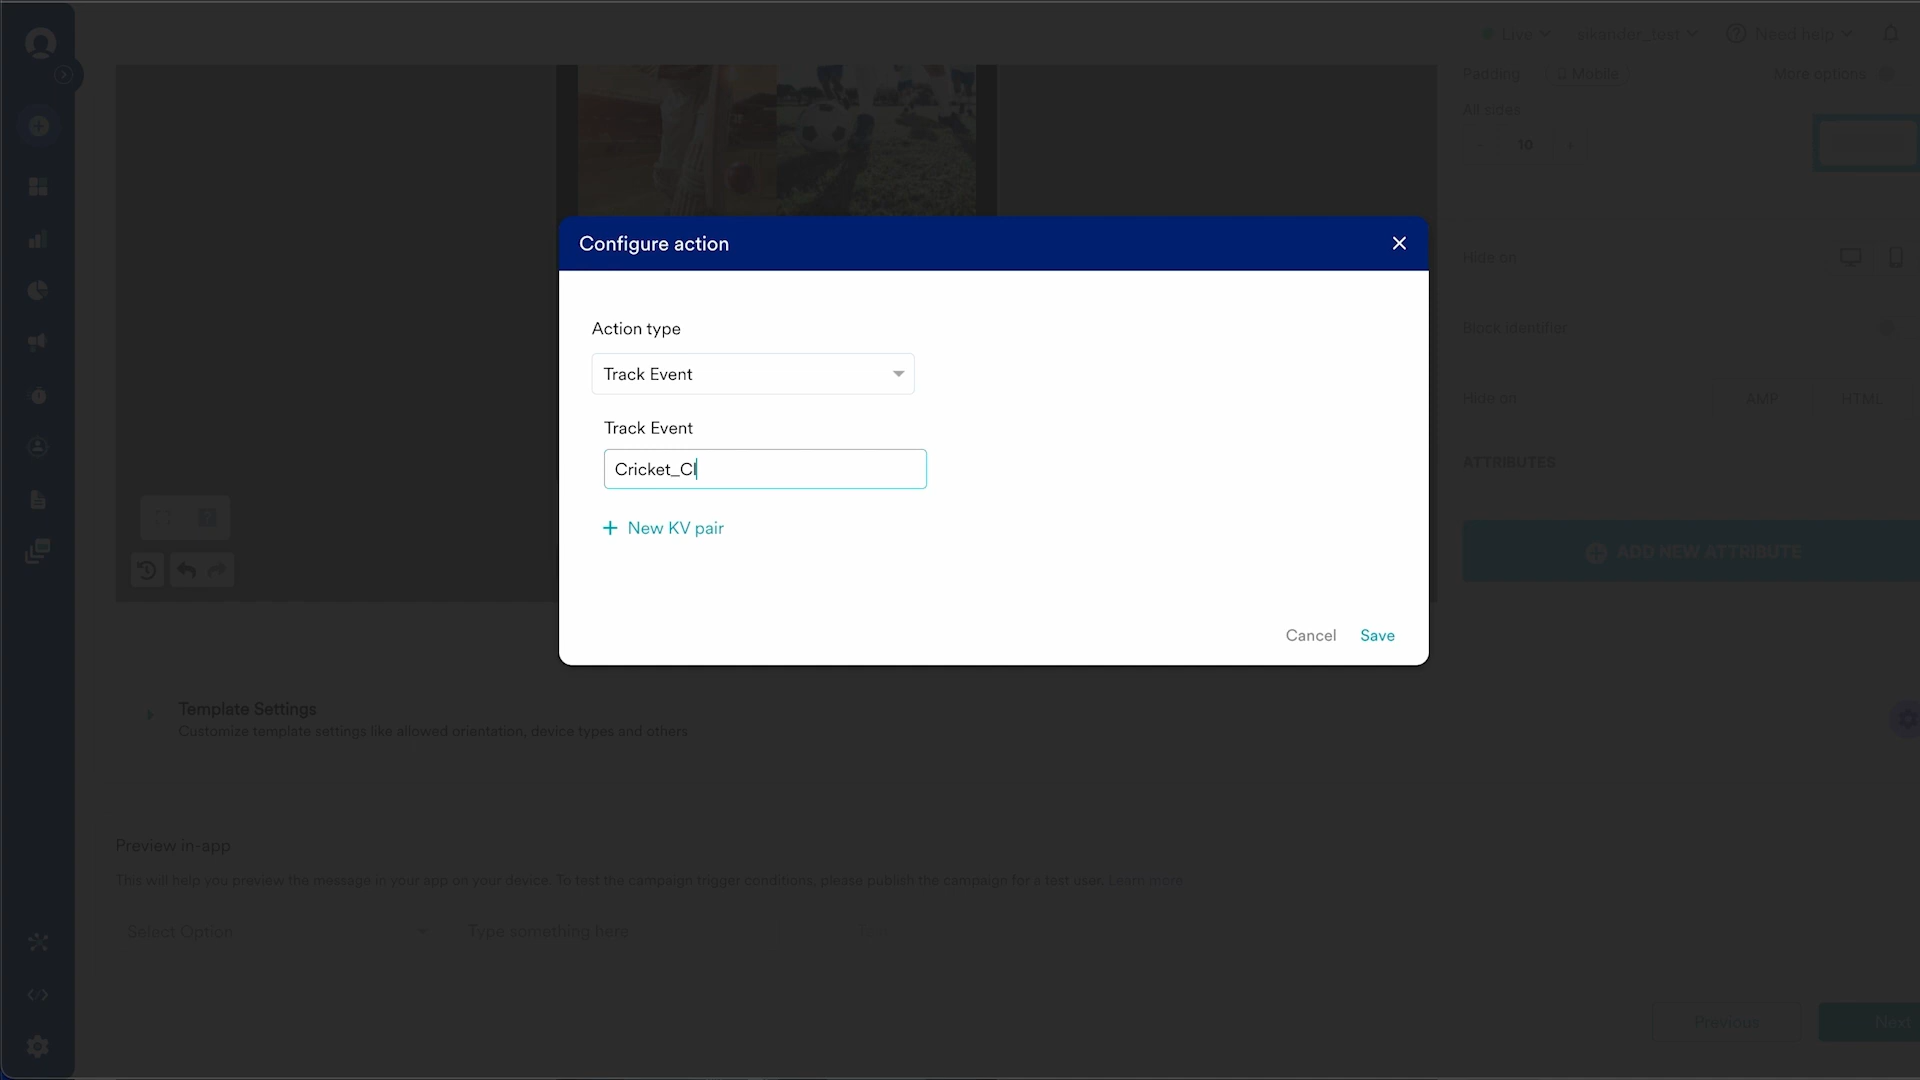 Live
sikandar_test
Need help
Padding
Mobile
More options
All sides
10
Configure action
Hide on
Action type
Block identifier
Track Event
Hide on
AMP
HTML
Track Event
ATTRIBUTES
Cricket_Cl
New KV pair
ADD NEW ATTRIBUTE
Cancel
Save
Template Settings
Customize template settings like allowed orientation, device types and others
Preview in-app
This will help you preview the message in your app on your device. To test the campaign trigger conditions, please publish the campaign for a test user. Learn more
Select Option
Type something here
Previous
Next